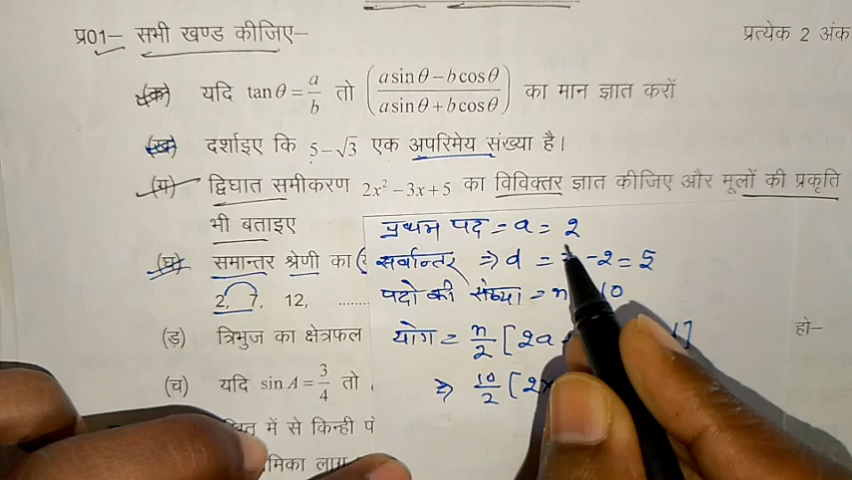 प्र01– सभी खण्ड कीजिए– प्रत्येक 2 अंक
(क) यदि tanθ = a/b तो ((a sinθ − b cosθ)/(a sinθ + b cosθ)) का मान ज्ञात करों
(ख) दर्शाइए कि 5−√3 एक अपरिमेय संख्या है।
(ग) द्विघात समीकरण 2x² − 3x + 5 का विविक्तर ज्ञात कीजिए और मूलों की प्रकृति
भी बताइए
(घ) समान्तर श्रेणी का
2, 7, 12, ........
(ड़) त्रिभुज का क्षेत्रफल हो–
(च) यदि sin A = 3/4 तो
में से किन्ही
प्रथम पद = a = 2
सर्वान्तर ⇒ d = -2 = 5
पदो की संख्या = n 10
योग = n/2 [2a
⇒ 10/2 [2×